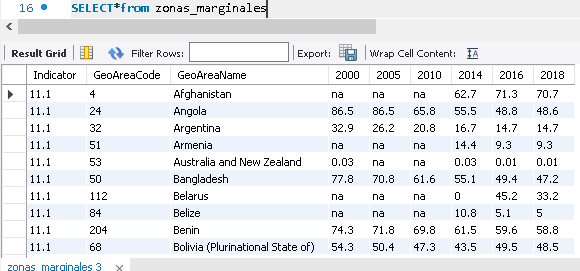 16 SELECT*from zonas_marginales
Result Grid Filter Rows: Export: Wrap Cell Content:
Indicator GeoAreaCode GeoAreaName 2000 2005 2010 2014 2016 2018
11.1 4 Afghanistan na na na 62.7 71.3 70.7
11.1 24 Angola 86.5 86.5 65.8 55.5 48.8 48.6
11.1 32 Argentina 32.9 26.2 20.8 16.7 14.7 14.7
11.1 51 Armenia na na na 14.4 9.3 9.3
11.1 53 Australia and New Zealand 0.03 na na 0.03 0.01 0.01
11.1 50 Bangladesh 77.8 70.8 61.6 55.1 49.4 47.2
11.1 112 Belarus na na na 0 45.2 33.2
11.1 84 Belize na na na 10.8 5.1 5
11.1 204 Benin 74.3 71.8 69.8 61.5 59.6 58.8
11.1 68 Bolivia (Plurinational State of) 54.3 50.4 47.3 43.5 49.5 48.5
zonas_marginales 3 x